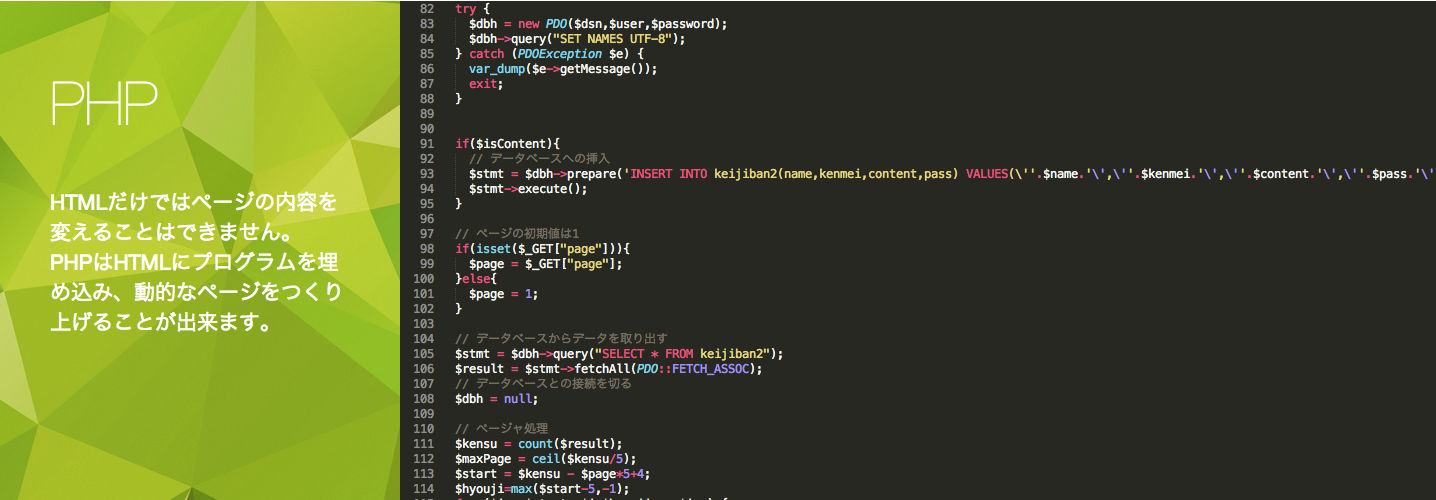 PHP
HTMLだけではページの内容を
変えることはできません。
PHPはHTMLにプログラムを埋
め込み、動的なページをつくり
上げることが出来ます。
82 try {
83 $dbh = new PDO($dsn,$user,$password);
84 $dbh->query("SET NAMES UTF-8");
85 } catch (PDOException $e) {
86 var_dump($e->getMessage());
87 exit;
88 }
89
90
91 if($isContent){
92 // データベースへの挿入
93 $stmt = $dbh->prepare('INSERT INTO keijiban2(name,kenmei,content,pass) VALUES(\''.$name.'\',\''.$kenmei.'\',\''.$content.'\',\''.$pass.'\'
94 $stmt->execute();
95 }
96
97 // ページの初期値は1
98 if(isset($_GET["page"])){
99 $page = $_GET["page"];
100 }else{
101 $page = 1;
102 }
103
104 // データベースからデータを取り出す
105 $stmt = $dbh->query("SELECT * FROM keijiban2");
106 $result = $stmt->fetchAll(PDO::FETCH_ASSOC);
107 // データベースとの接続を切る
108 $dbh = null;
109
110 // ページャ処理
111 $kensu = count($result);
112 $maxPage = ceil($kensu/5);
113 $start = $kensu - $page*5+4;
114 $hyouji=max($start-5,-1);